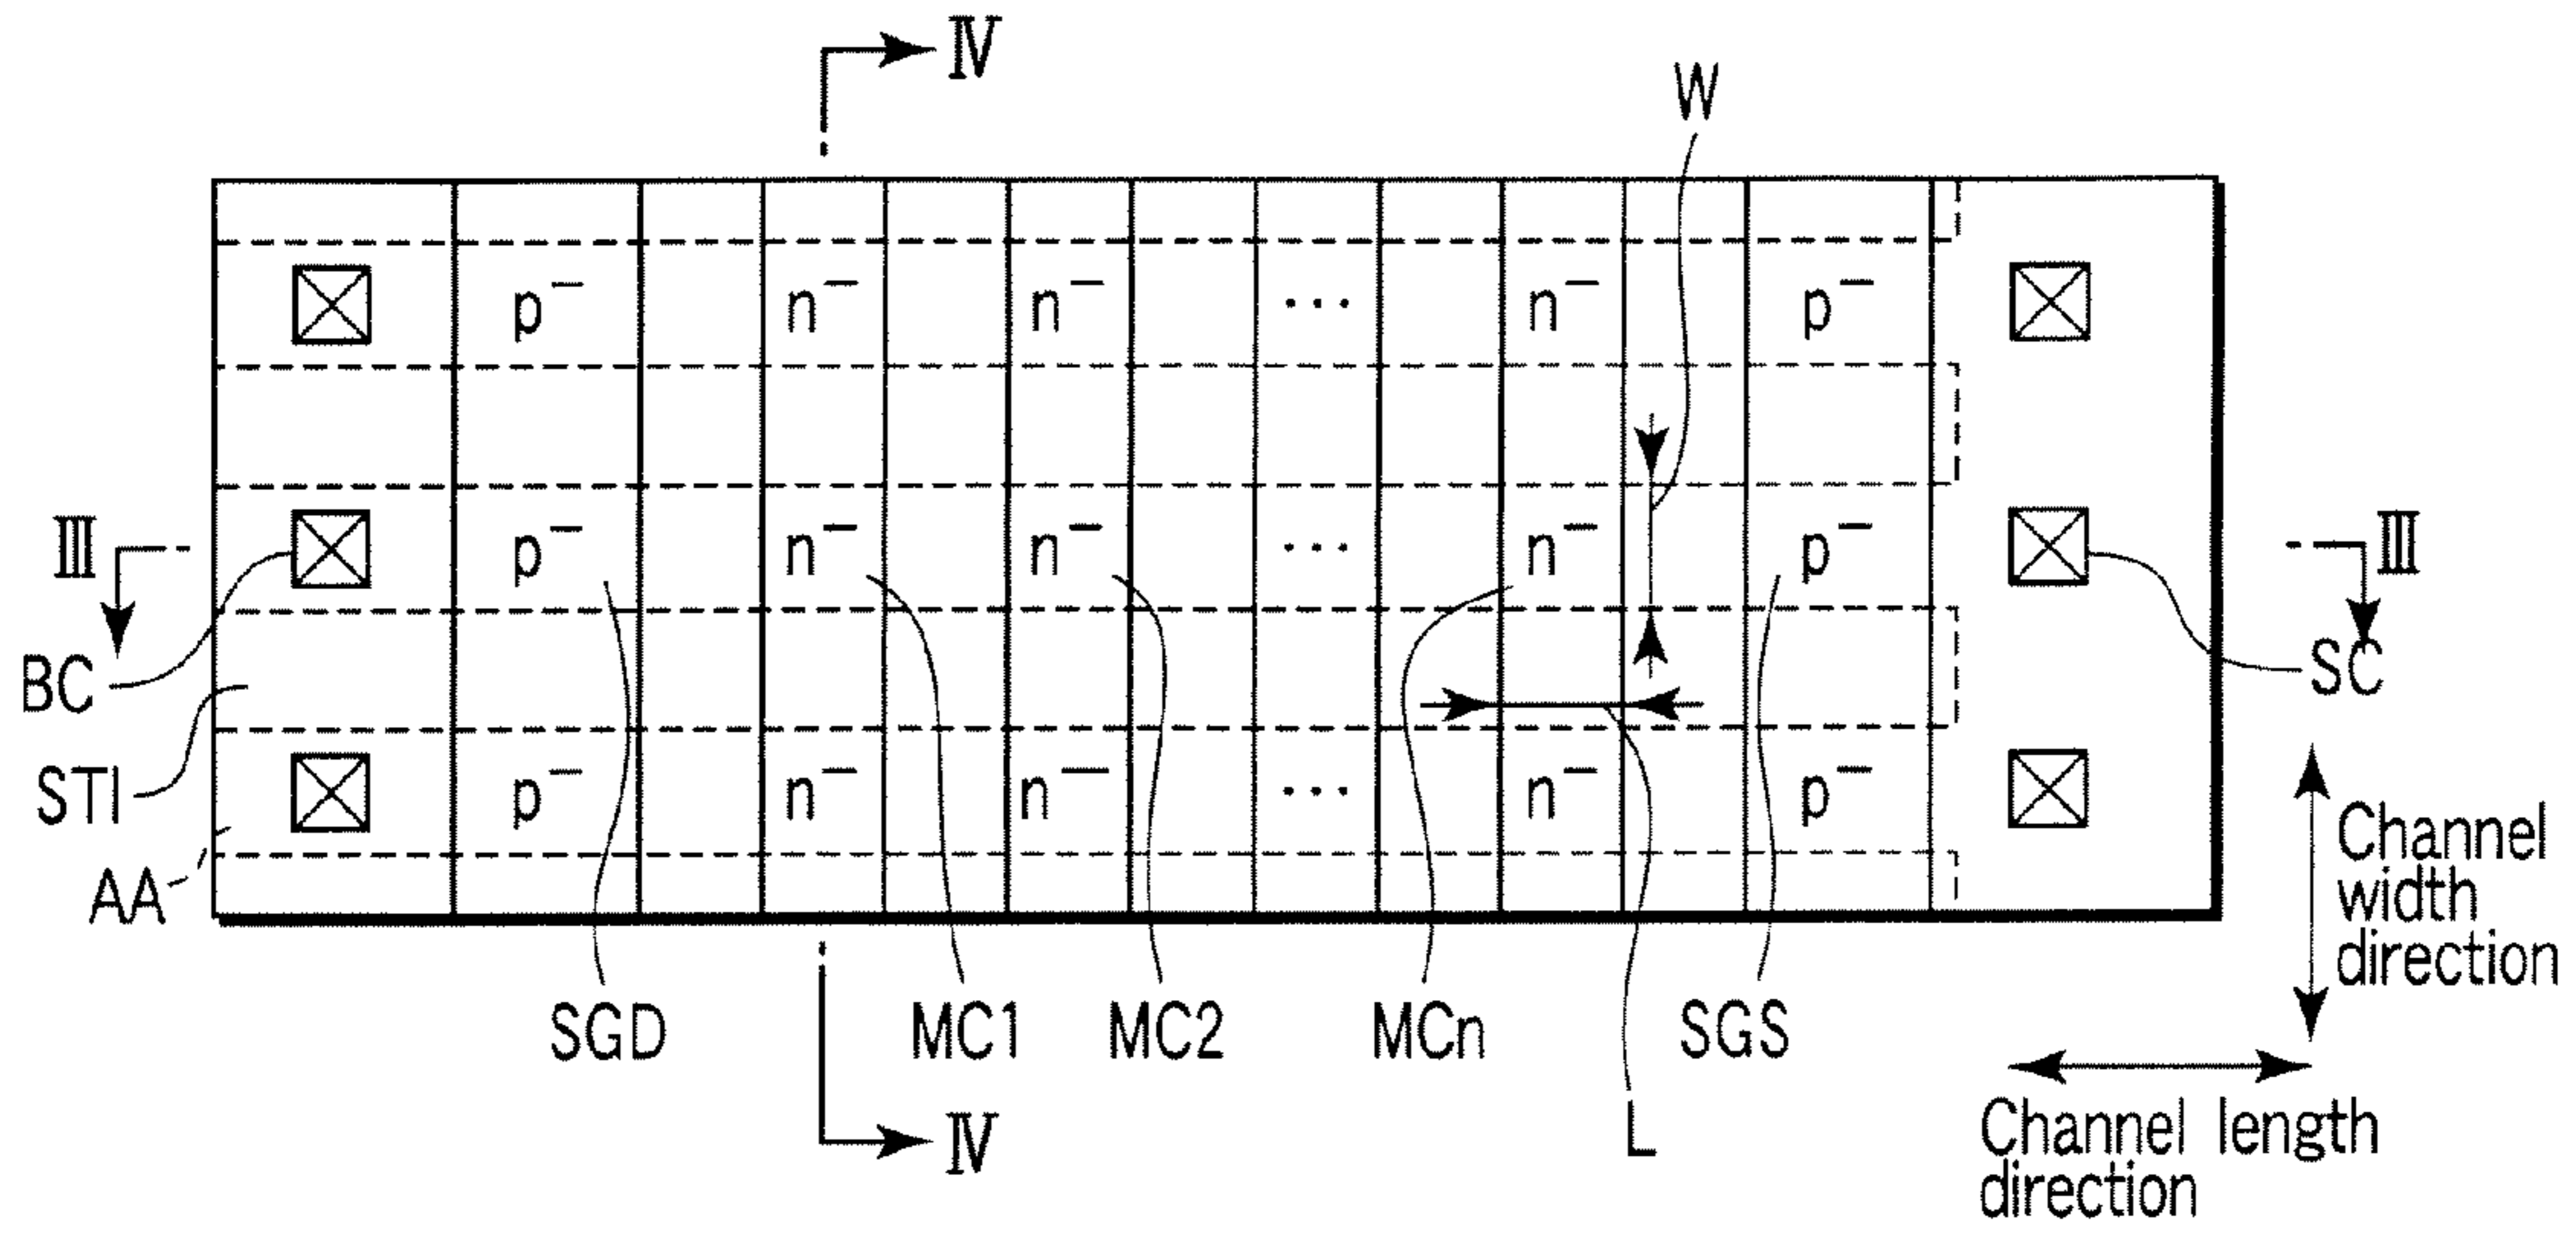 IV
W
p⁻ n⁻ n⁻ ... n⁻ p⁻
III p⁻ n⁻ n⁻ ... n⁻ p⁻ III
BC
SC
STI
p⁻ n⁻ n⁻ ... n⁻ p⁻
AA
Channel
width
direction
SGD MC1 MC2 MCn SGS
IV
L
Channel length
direction